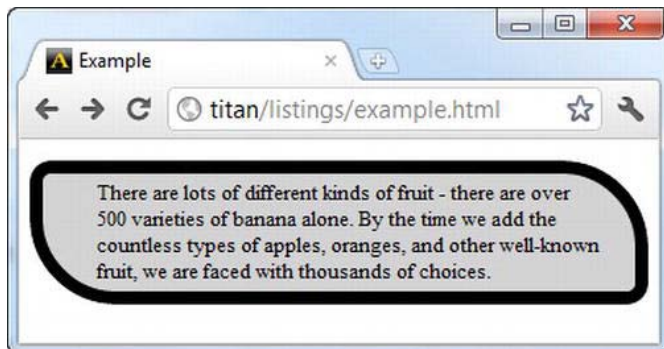 Example
titan/listings/example.html
There are lots of different kinds of fruit - there are over
500 varieties of banana alone. By the time we add the
countless types of apples, oranges, and other well-known
fruit, we are faced with thousands of choices.